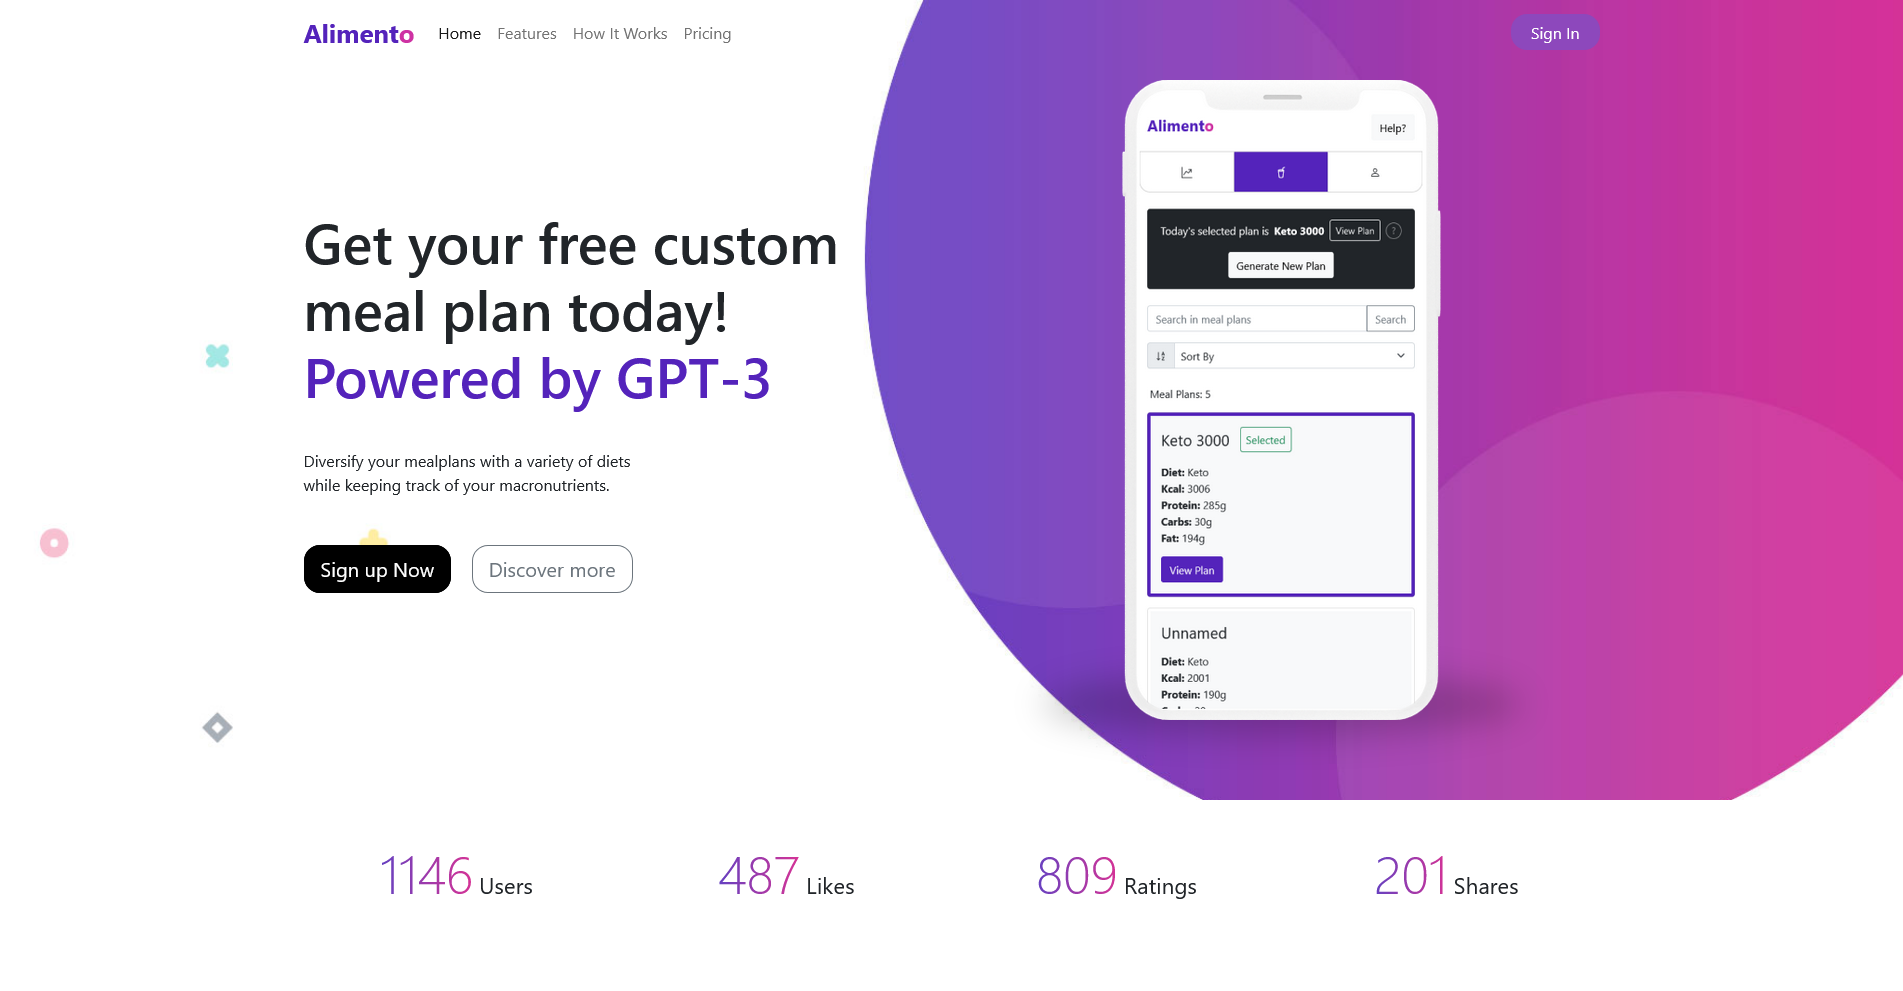 Alimento Home Features How It Works Pricing Sign In
Get your free custom
meal plan today!
Powered by GPT-3
Diversify your mealplans with a variety of diets
while keeping track of your macronutrients.
Sign up Now Discover more
Alimento Help?
Today's selected plan is Keto 3000 View Plan ?
Generate New Plan
Search in meal plans Search
Sort By
Meal Plans: 5
Keto 3000 Selected
Diet: Keto
Kcal: 3006
Protein: 285g
Carbs: 30g
Fat: 194g
View Plan
Unnamed
Diet: Keto
Kcal: 2001
Protein: 190g
1146 Users 487 Likes 809 Ratings 201 Shares